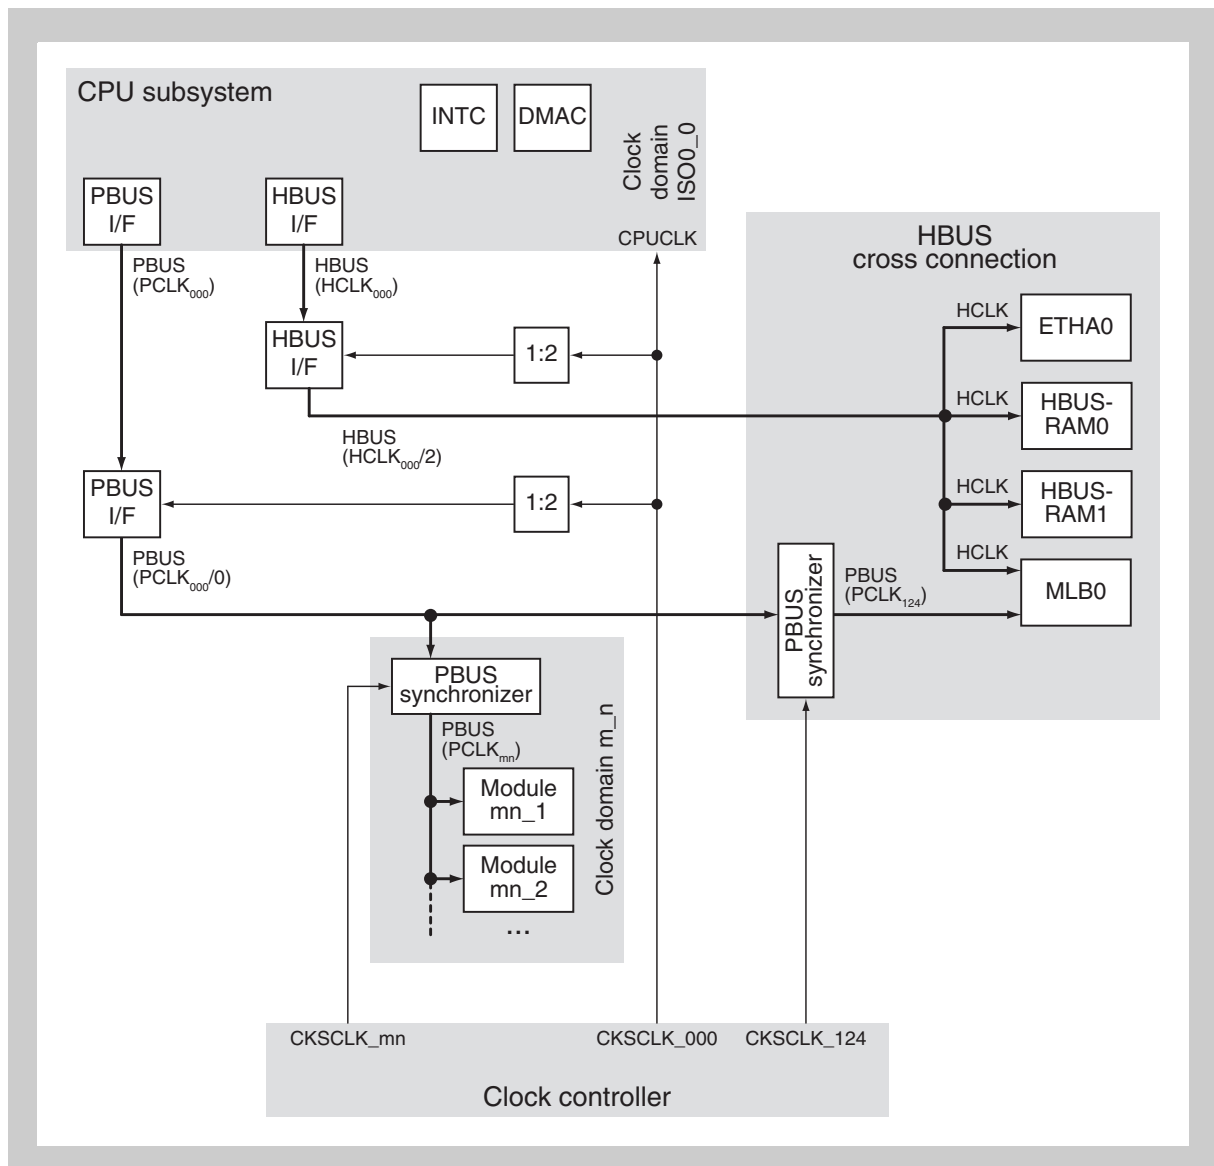 CPU subsystem
INTC
DMAC
Clock
domain
ISO0_0
PBUS
I/F
HBUS
I/F
CPUCLK
PBUS
(PCLK000)
HBUS
(HCLK000)
HBUS
cross connection
HCLK
ETHA0
HBUS
I/F
1:2
HCLK
HBUS-
RAM0
HBUS
(HCLK000/2)
PBUS
I/F
1:2
HCLK
HBUS-
RAM1
PBUS
(PCLK000/0)
HCLK
MLB0
PBUS
synchronizer
PBUS
(PCLK124)
PBUS
synchronizer
PBUS
(PCLKmn)
Module
mn_1
Module
mn_2
...
Clock domain m_n
CKSCLK_mn
CKSCLK_000
CKSCLK_124
Clock controller